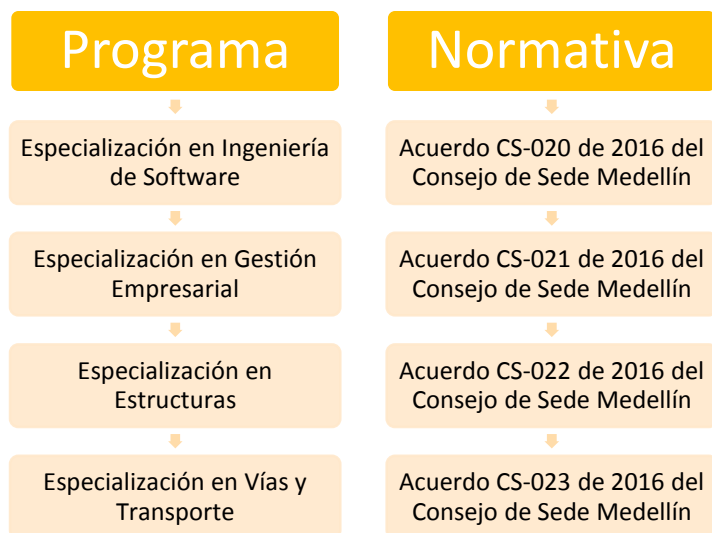 Programa
Especialización en Ingeniería
de Software
Especialización en Gestión
Empresarial
Especialización en
Estructuras
Especialización en Vías y
Transporte
Normativa
Acuerdo CS-020 de 2016 del
Consejo de Sede Medellín
Acuerdo CS-021 de 2016 del
Consejo de Sede Medellín
Acuerdo CS-022 de 2016 del
Consejo de Sede Medellín
Acuerdo CS-023 de 2016 del
Consejo de Sede Medellín